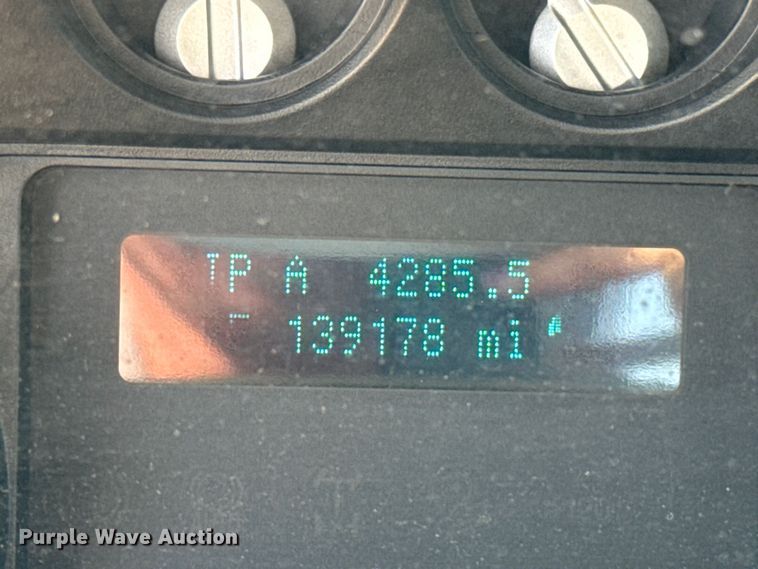 TP A 4285.5
139178 mi
Purple Wave Auction